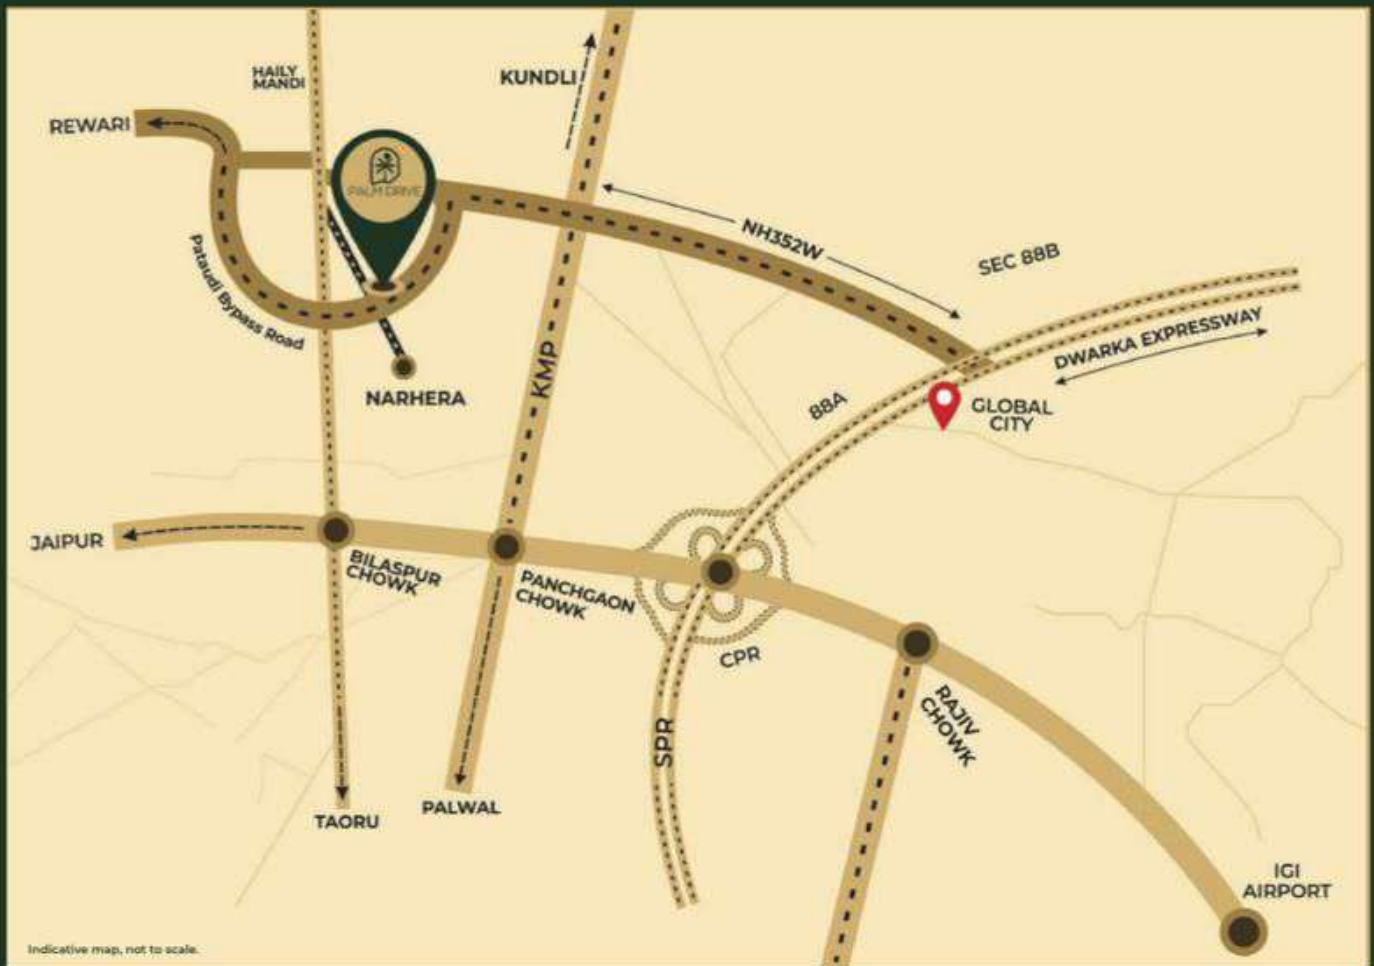 HAILY
MANDI
KUNDLI
REWARI
PALM DRIVE
NH352W
SEC 88B
Pataudi Bypass Road
DWARKA EXPRESSWAY
KMP
NARHERA
88A
GLOBAL
CITY
JAIPUR
BILASPUR
CHOWK
PANCHGAON
CHOWK
CPR
RAJIV
CHOWK
SPR
TAORU
PALWAL
IGI
AIRPORT
Indicative map, not to scale.